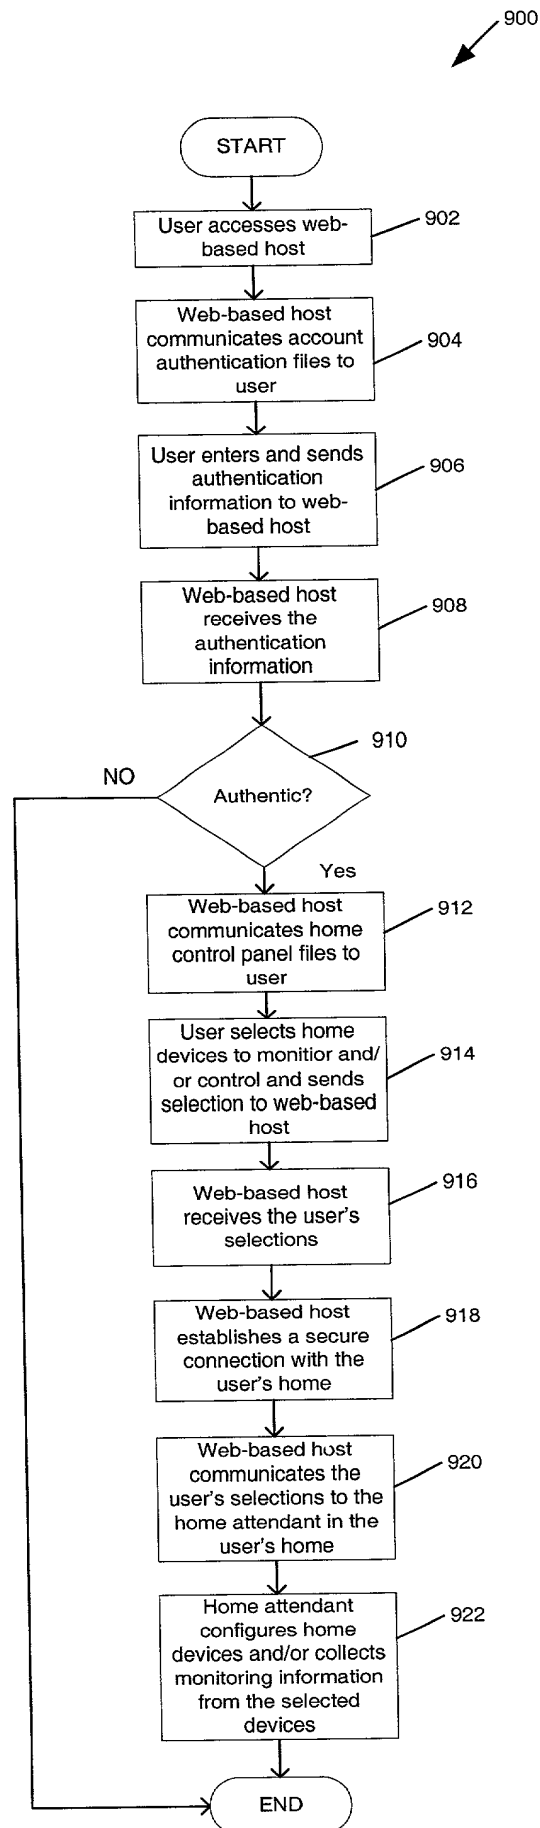 900
START
User accesses web-
based host
902
Web-based host
communicates account
authentication files to
user
904
User enters and sends
authentication
information to web-
based host
906
Web-based host
receives the
authentication
information
908
910
NO
Authentic?
Yes
Web-based host
communicates home
control panel files to
user
912
User selects home
devices to monitior and/
or control and sends
selection to web-based
host
914
Web-based host
receives the user's
selections
916
Web-based host
establishes a secure
connection with the
user's home
918
Web-based host
communicates the
user's selections to the
home attendant in the
user's home
920
Home attendant
configures home
devices and/or collects
monitoring information
from the selected
devices
922
END